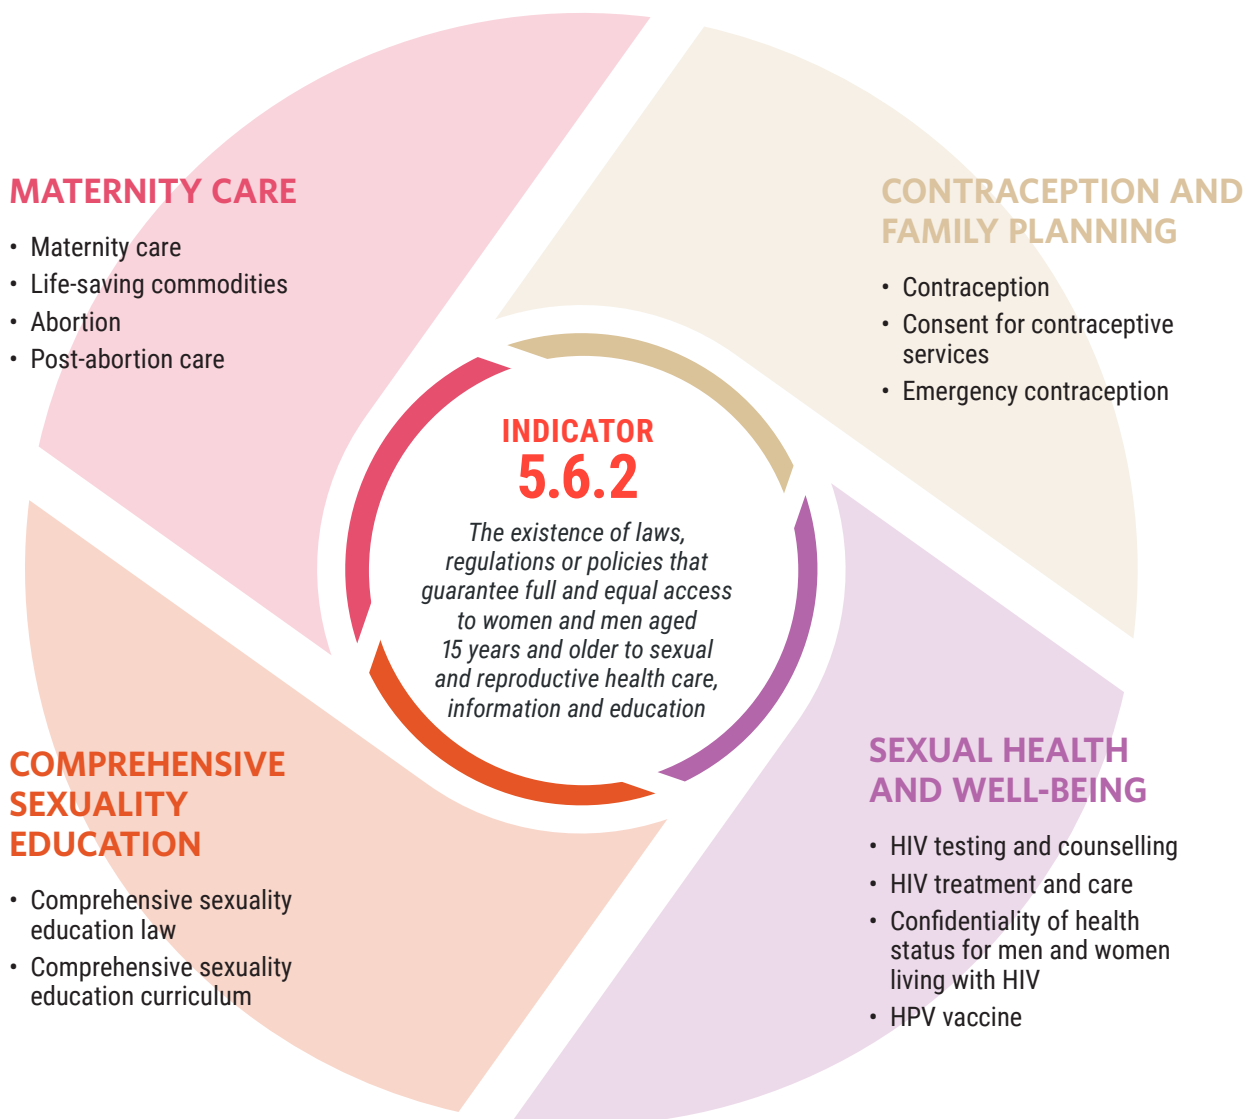 MATERNITY CARE
• Maternity care
• Life-saving commodities
• Abortion
• Post-abortion care
CONTRACEPTION AND
FAMILY PLANNING
• Contraception
• Consent for contraceptive
services
• Emergency contraception
INDICATOR
5.6.2
The existence of laws,
regulations or policies that
guarantee full and equal access
to women and men aged
15 years and older to sexual
and reproductive health care,
information and education
COMPREHENSIVE
SEXUALITY
EDUCATION
• Comprehensive sexuality
education law
• Comprehensive sexuality
education curriculum
SEXUAL HEALTH
AND WELL-BEING
• HIV testing and counselling
• HIV treatment and care
• Confidentiality of health
status for men and women
living with HIV
• HPV vaccine